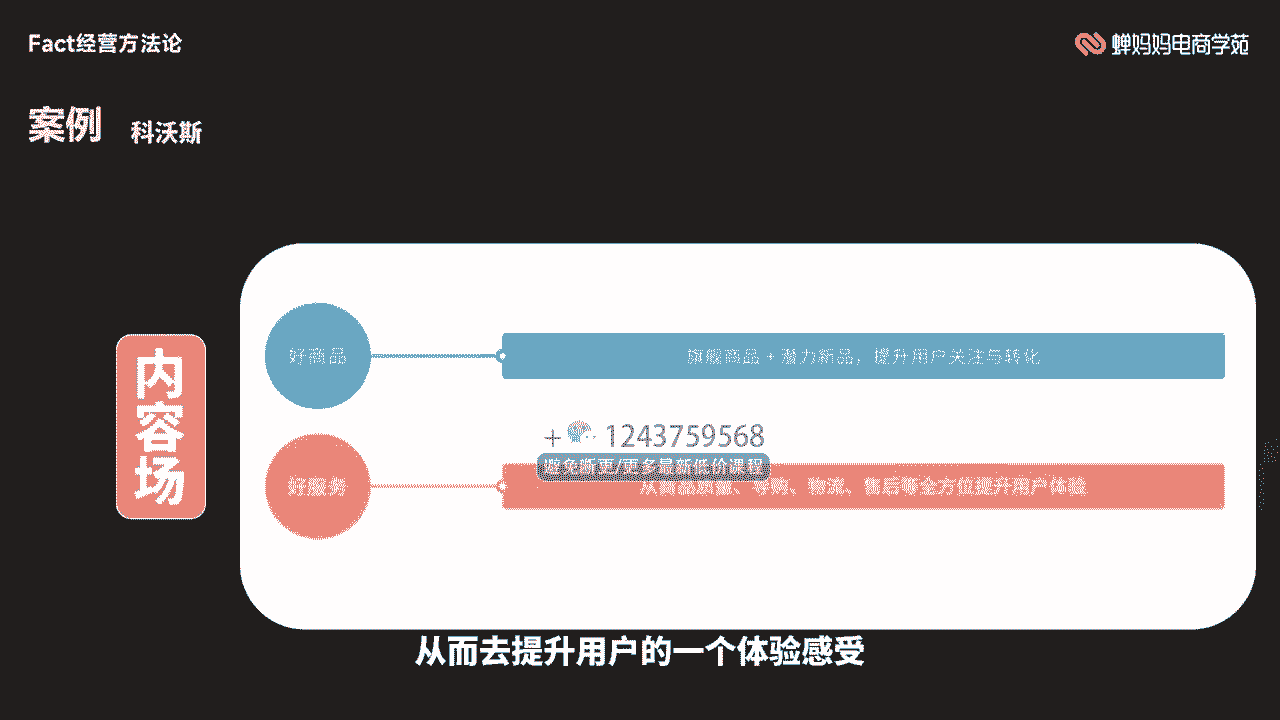 Fact经营方法论
蝉妈妈电商学苑
案例 科沃斯
内容场
好商品
旗舰商品 + 潜力新品，提升用户关注与转化
+ 1243759568
避免断更/更多最新低价课程
好服务
从商品质量、导购、物流、售后等全方位提升用户体验
从而去提升用户的一个体验感受